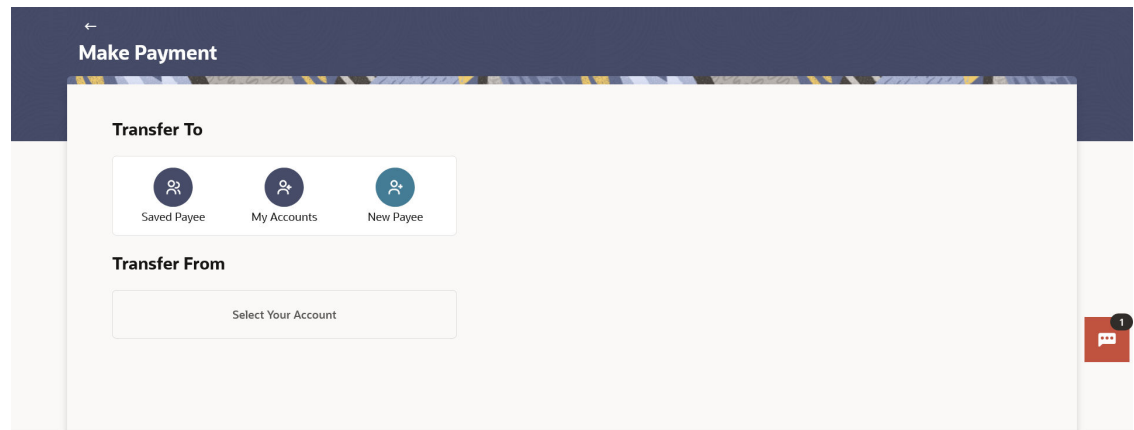 Make Payment
Transfer To
Saved Payee My Accounts New Payee
Transfer From
Select Your Account
1